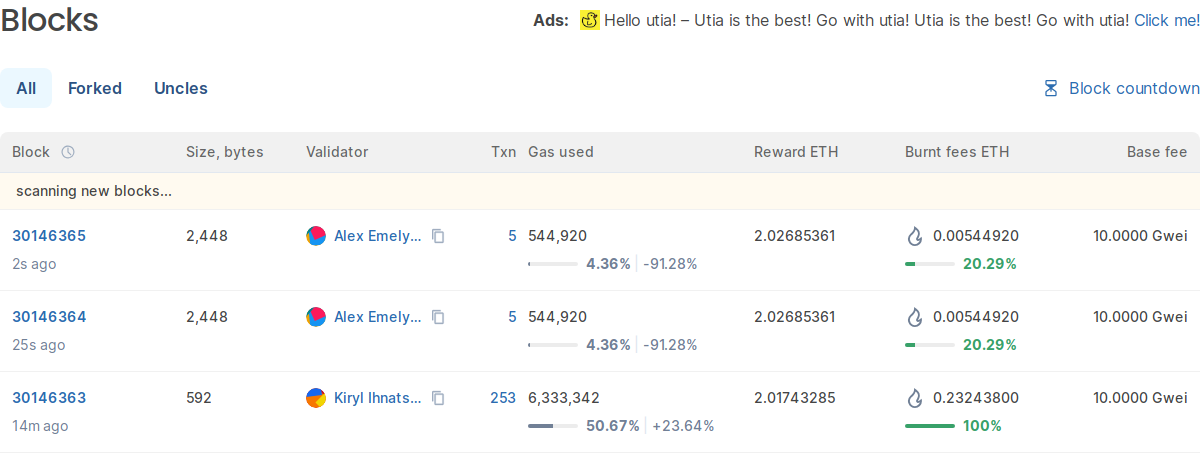 Blocks
Ads: Hello utia! – Utia is the best! Go with utia! Utia is the best! Go with utia! Click me!
All Forked Uncles Block countdown
Block Size, bytes Validator Txn Gas used Reward ETH Burnt fees ETH Base fee
scanning new blocks...
30146365 2,448 Alex Emely... 5 544,920 2.02685361 0.00544920 10.0000 Gwei
2s ago 4.36% -91.28% 20.29%
30146364 2,448 Alex Emely... 5 544,920 2.02685361 0.00544920 10.0000 Gwei
25s ago 4.36% -91.28% 20.29%
30146363 592 Kiryl Ihnats... 253 6,333,342 2.01743285 0.23243800 10.0000 Gwei
14m ago 50.67% +23.64% 100%